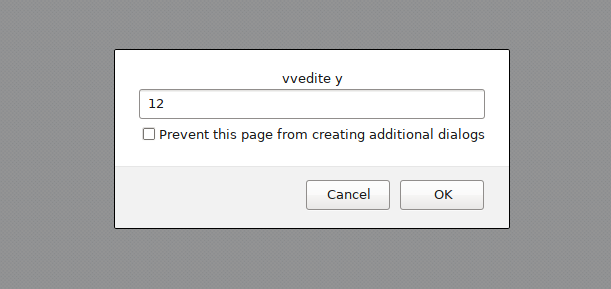 vvedite y
12
Prevent this page from creating additional dialogs
Cancel OK